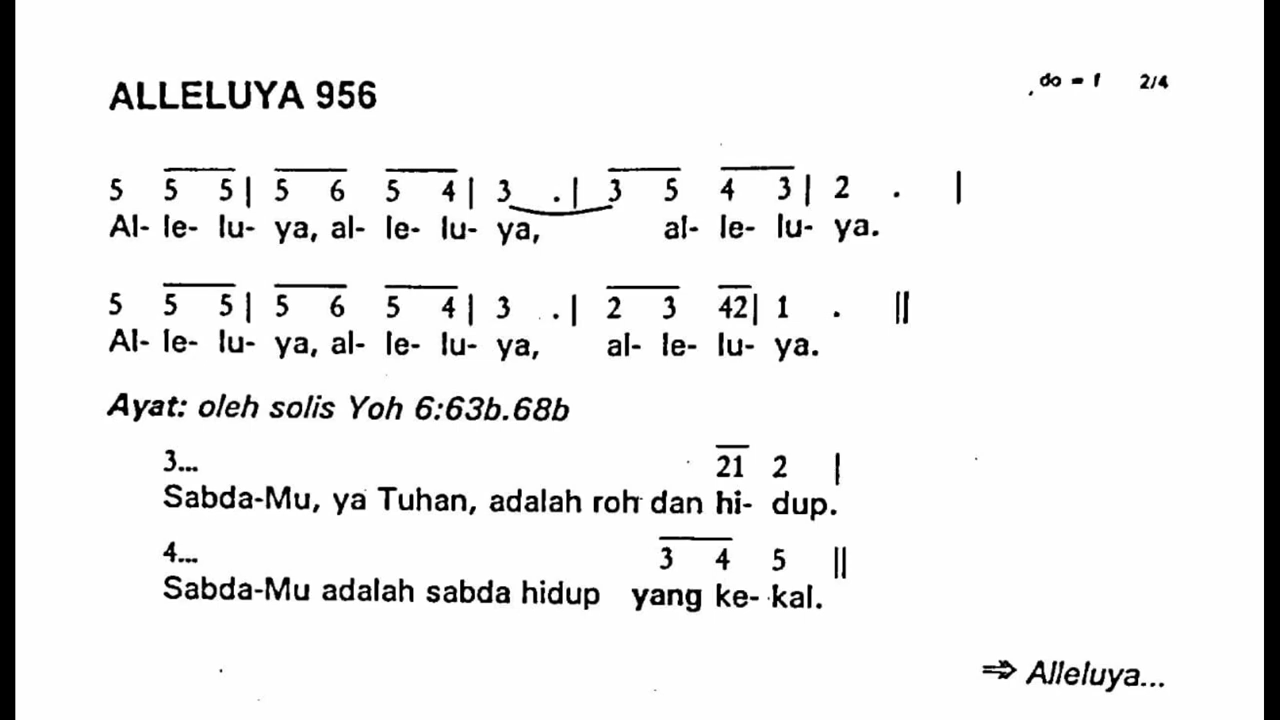 ALLELUYA 956
do = f 2/4
5 5 5 | 5 6 5 4 | 3 . | 3 5 4 3 | 2 . |
Al- le- lu- ya, al- le- lu- ya, al- le- lu- ya.
5 5 5 | 5 6 5 4 | 3 . | 2 3 42 | 1 . ||
Al- le- lu- ya, al- le- lu- ya, al- le- lu- ya.
Ayat: oleh solis Yoh 6:63b.68b
3... 21 2 |
Sabda-Mu, ya Tuhan, adalah roh dan hi- dup.
4... 3 4 5 ||
Sabda-Mu adalah sabda hidup yang ke- kal.
⇒ Alleluya...